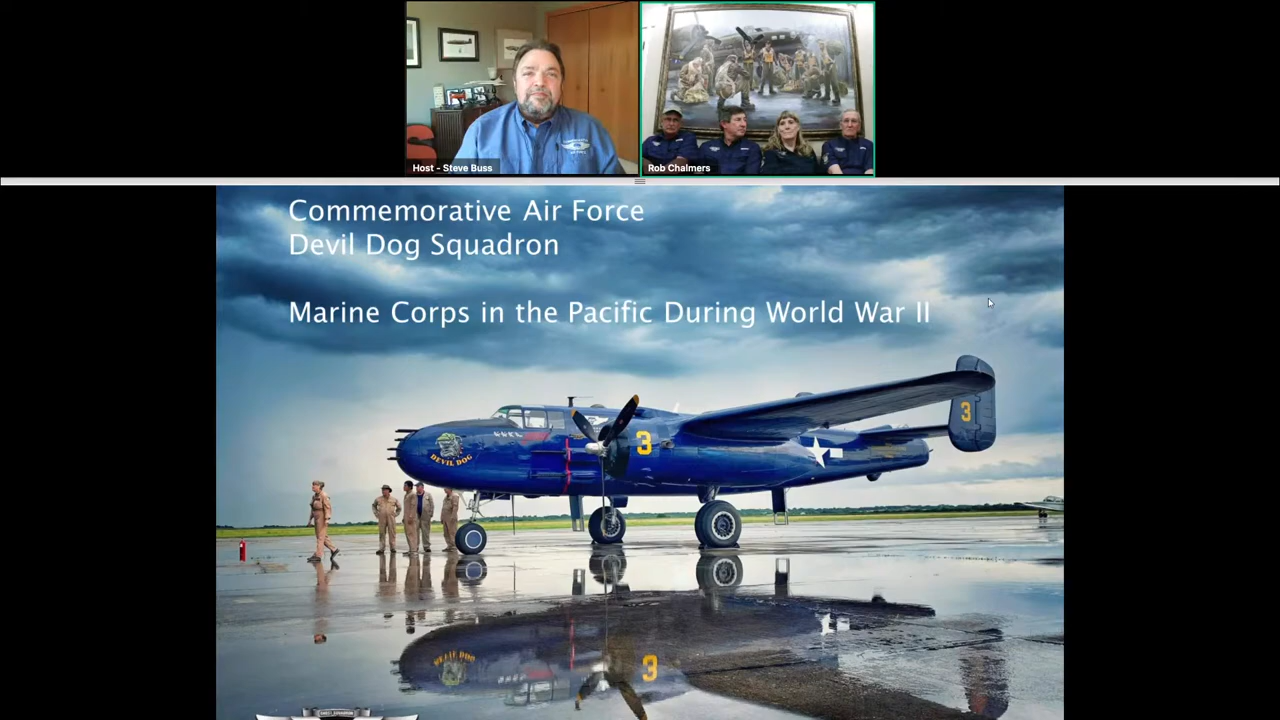 Host - Steve Buss
Rob Chalmers
Commemorative Air Force
Devil Dog Squadron
Marine Corps in the Pacific During World War II
3
3
DEVIL DOG